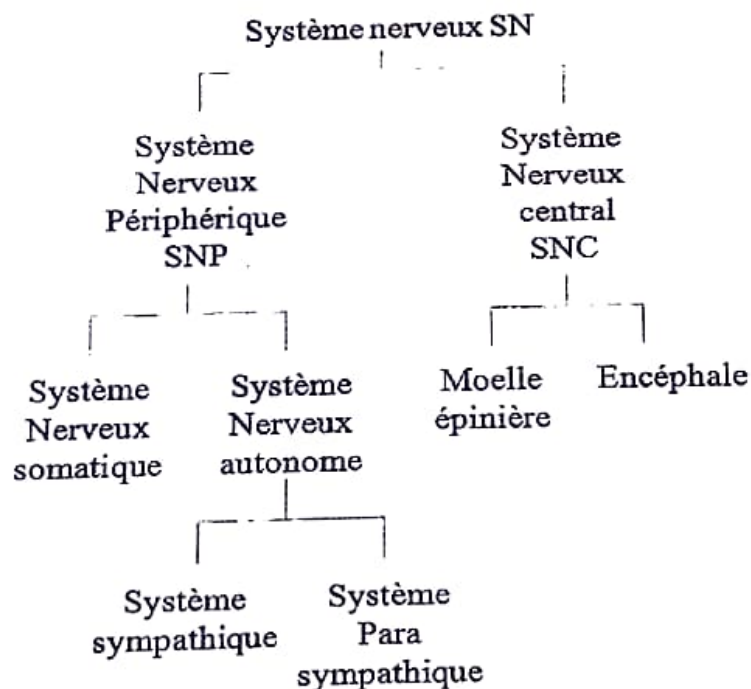 Système nerveux SN
Système
Nerveux
Périphérique
SNP
Système
Nerveux
central
SNC
Système
Nerveux
somatique
Système
Nerveux
autonome
Moelle
épinière
Encéphale
Système
sympathique
Système
Para
sympathique